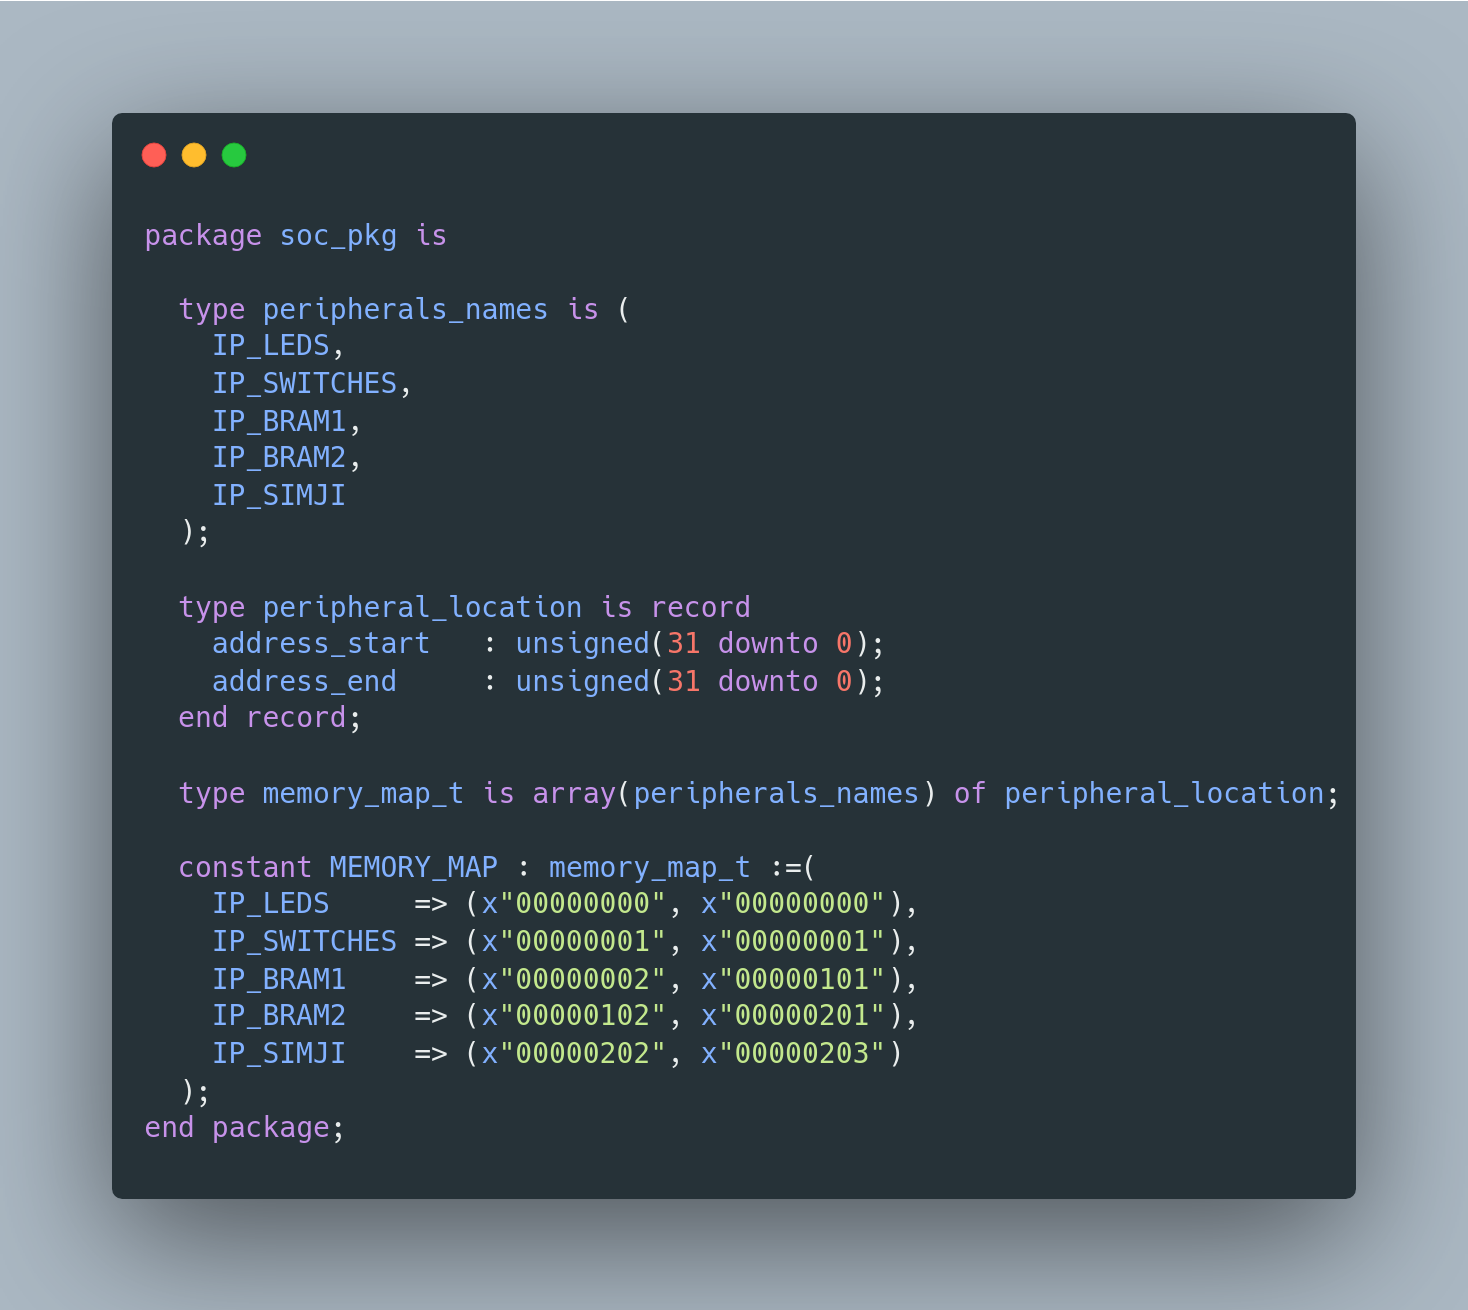 package soc_pkg is
type peripherals_names is (
IP_LEDS,
IP_SWITCHES,
IP_BRAM1,
IP_BRAM2,
IP_SIMJI
);
type peripheral_location is record
address_start   : unsigned(31 downto 0);
address_end     : unsigned(31 downto 0);
end record;
type memory_map_t is array(peripherals_names) of peripheral_location;
constant MEMORY_MAP : memory_map_t :=(
IP_LEDS     => (x"00000000", x"00000000"),
IP_SWITCHES => (x"00000001", x"00000001"),
IP_BRAM1    => (x"00000002", x"00000101"),
IP_BRAM2    => (x"00000102", x"00000201"),
IP_SIMJI    => (x"00000202", x"00000203")
);
end package;